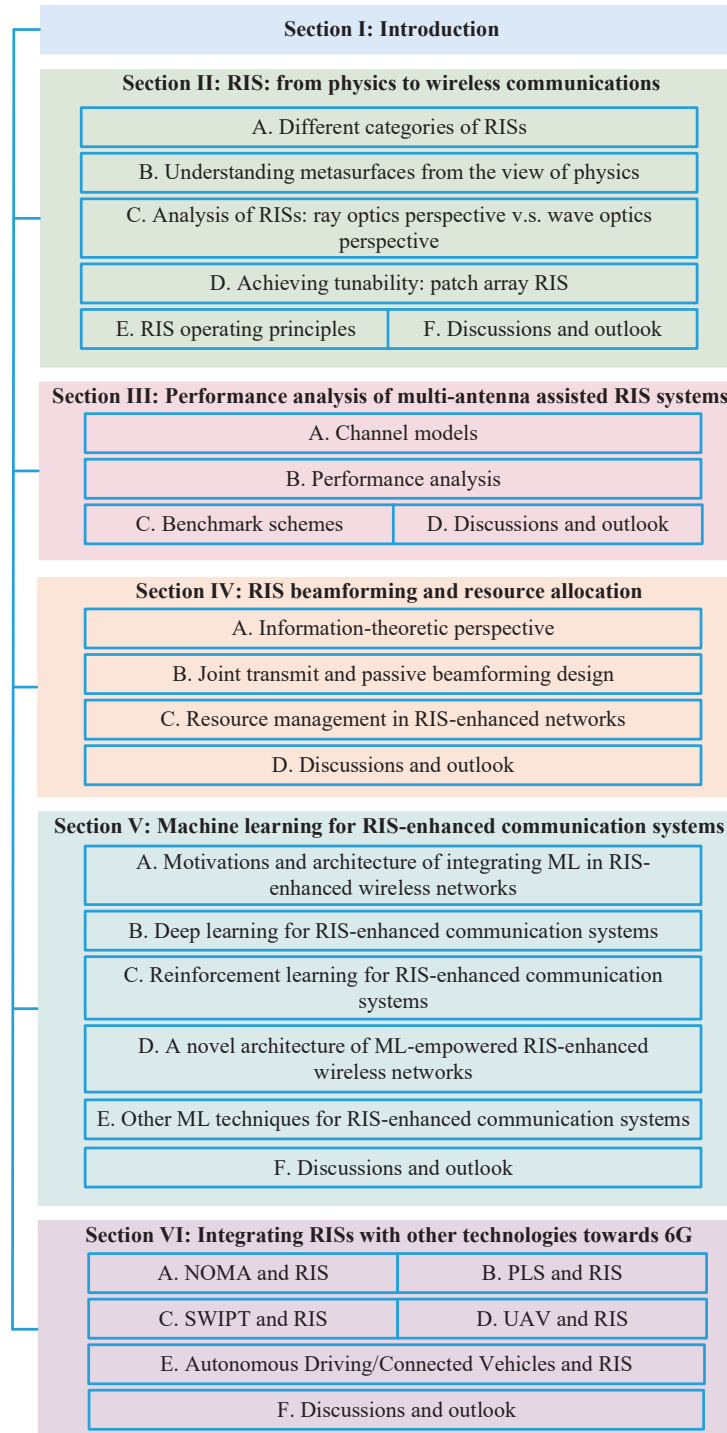 Section I: Introduction
Section II: RIS: from physics to wireless communications
A. Different categories of RISs
B. Understanding metasurfaces from the view of physics
C. Analysis of RISs: ray optics perspective v.s. wave optics
perspective
D. Achieving tunability: patch array RIS
E. RIS operating principles
F. Discussions and outlook
Section III: Performance analysis of multi-antenna assisted RIS systems
A. Channel models
B. Performance analysis
C. Benchmark schemes
D. Discussions and outlook
Section IV: RIS beamforming and resource allocation
A. Information-theoretic perspective
B. Joint transmit and passive beamforming design
C. Resource management in RIS-enhanced networks
D. Discussions and outlook
Section V: Machine learning for RIS-enhanced communication systems
A. Motivations and architecture of integrating ML in RIS-
enhanced wireless networks
B. Deep learning for RIS-enhanced communication systems
C. Reinforcement learning for RIS-enhanced communication
systems
D. A novel architecture of ML-empowered RIS-enhanced
wireless networks
E. Other ML techniques for RIS-enhanced communication systems
F. Discussions and outlook
Section VI: Integrating RISs with other technologies towards 6G
A. NOMA and RIS
B. PLS and RIS
C. SWIPT and RIS
D. UAV and RIS
E. Autonomous Driving/Connected Vehicles and RIS
F. Discussions and outlook